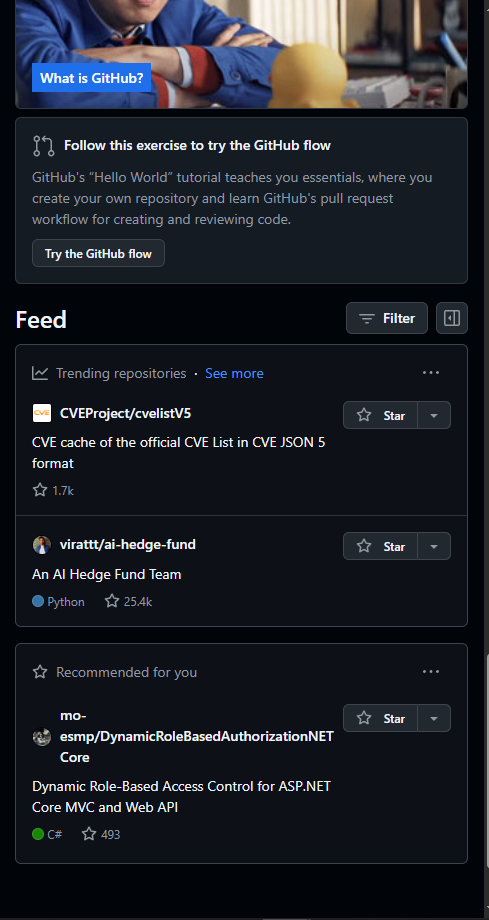 What is GitHub?
Follow this exercise to try the GitHub flow
GitHub's “Hello World” tutorial teaches you essentials, where you
create your own repository and learn GitHub's pull request
workflow for creating and reviewing code.
Try the GitHub flow
Feed
Filter
Trending repositories · See more
CVE
CVEProject/cvelistV5
Star
CVE cache of the official CVE List in CVE JSON 5
format
1.7k
virattt/ai-hedge-fund
Star
An AI Hedge Fund Team
Python 25.4k
Recommended for you
mo-
esmp/DynamicRoleBasedAuthorizationNET
Core
Star
Dynamic Role-Based Access Control for ASP.NET
Core MVC and Web API
C# 493